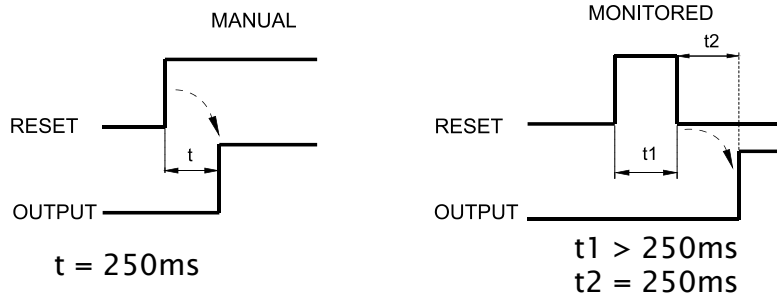 MANUAL
RESET
t
OUTPUT
t = 250ms
MONITORED
t2
RESET
t1
OUTPUT
t1 > 250ms
t2 = 250ms